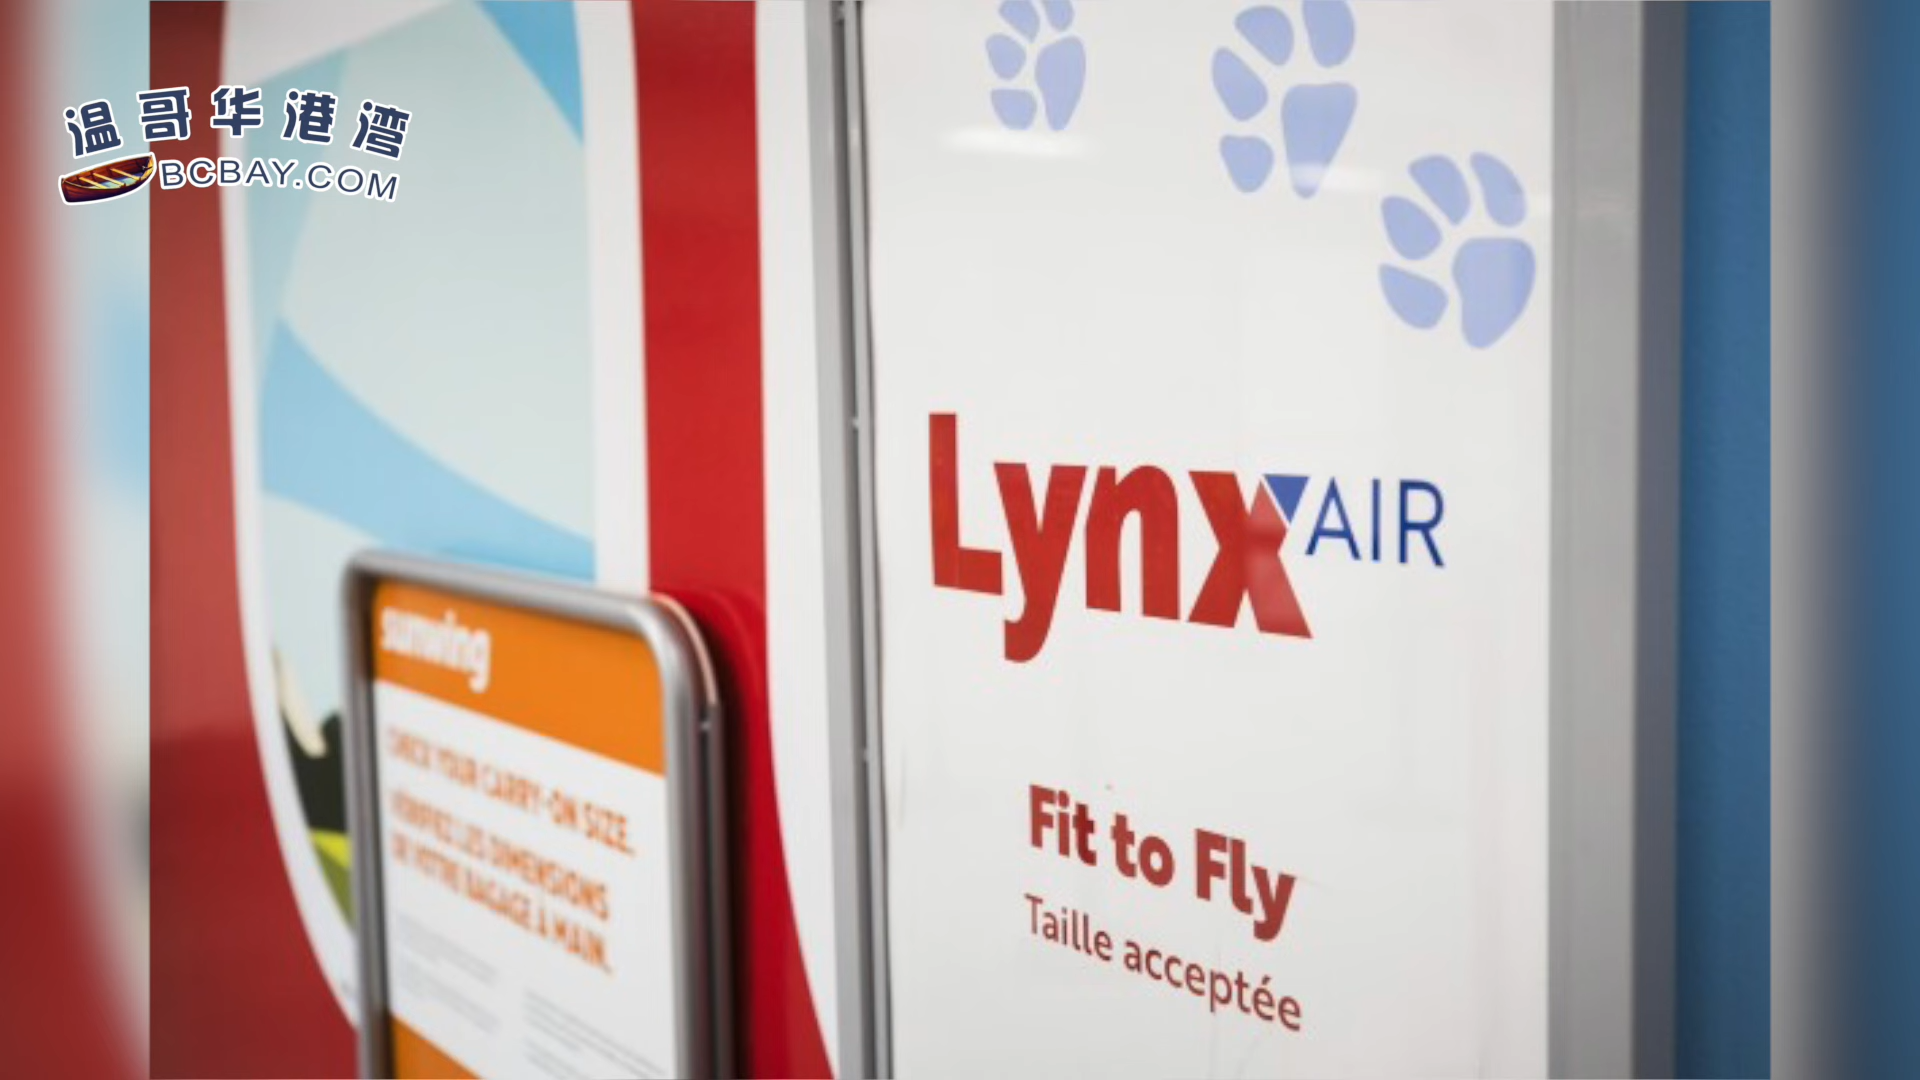 温哥华港湾
BCBAY.COM
Lynx AIR
Fit to Fly
Taille acceptée
sunwing
CHECK YOUR CARRY-ON SIZE.
VÉRIFIEZ LES DIMENSIONS
DE VOTRE BAGAGE À MAIN.